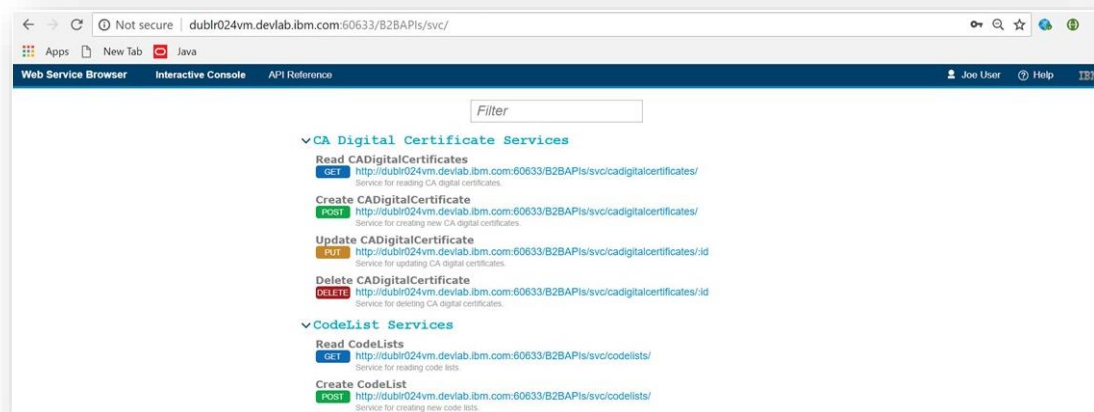 Not secure | dublr024vm.devlab.ibm.com:60633/B2BAPIs/svc/
Apps New Tab Java
Web Service Browser Interactive Console API Reference Joe User Help IBM
Filter
CA Digital Certificate Services
Read CADigitalCertificates
GET http://dublr024vm.devlab.ibm.com:60633/B2BAPIs/svc/cadigitalcertificates/
Service for reading CA digital certificates.
Create CADigitalCertificate
POST http://dublr024vm.devlab.ibm.com:60633/B2BAPIs/svc/cadigitalcertificates/
Service for creating new CA digital certificates.
Update CADigitalCertificate
PUT http://dublr024vm.devlab.ibm.com:60633/B2BAPIs/svc/cadigitalcertificates/:id
Service for updating CA digital certificates.
Delete CADigitalCertificate
DELETE http://dublr024vm.devlab.ibm.com:60633/B2BAPIs/svc/cadigitalcertificates/:id
Service for deleting CA digital certificates.
CodeList Services
Read CodeLists
GET http://dublr024vm.devlab.ibm.com:60633/B2BAPIs/svc/codelists/
Service for reading code lists.
Create CodeList
POST http://dublr024vm.devlab.ibm.com:60633/B2BAPIs/svc/codelists/
Service for creating new code lists.